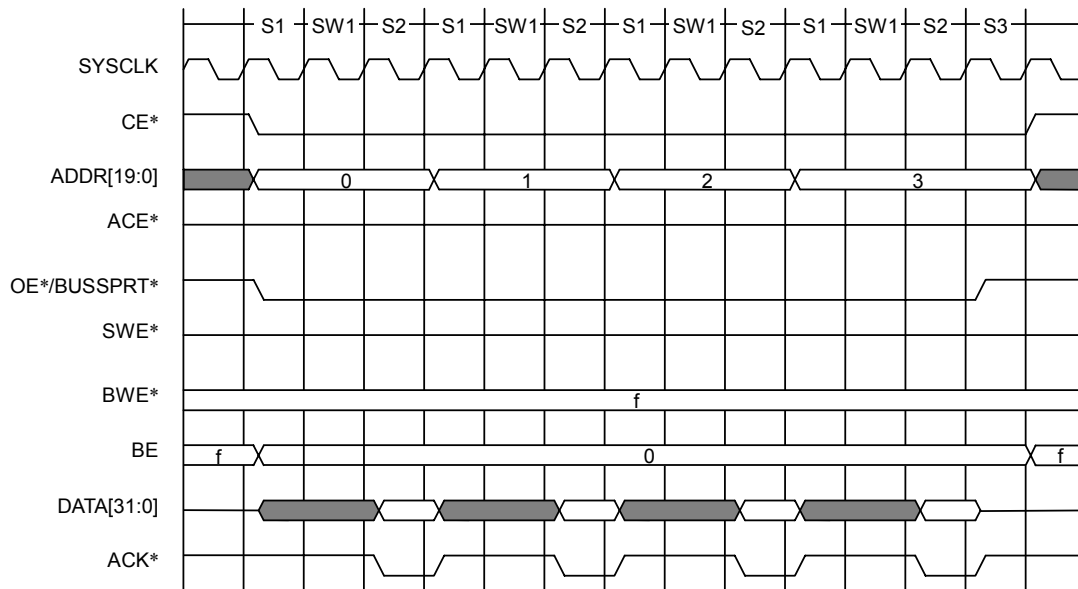 S1 SW1 S2 S1 SW1 S2 S1 SW1 S2 S1 SW1 S2 S3
SYSCLK
CE*
ADDR[19:0] 0 1 2 3
ACE*
OE*/BUSSPRT*
SWE*
BWE* f
BE f 0 f
DATA[31:0]
ACK*